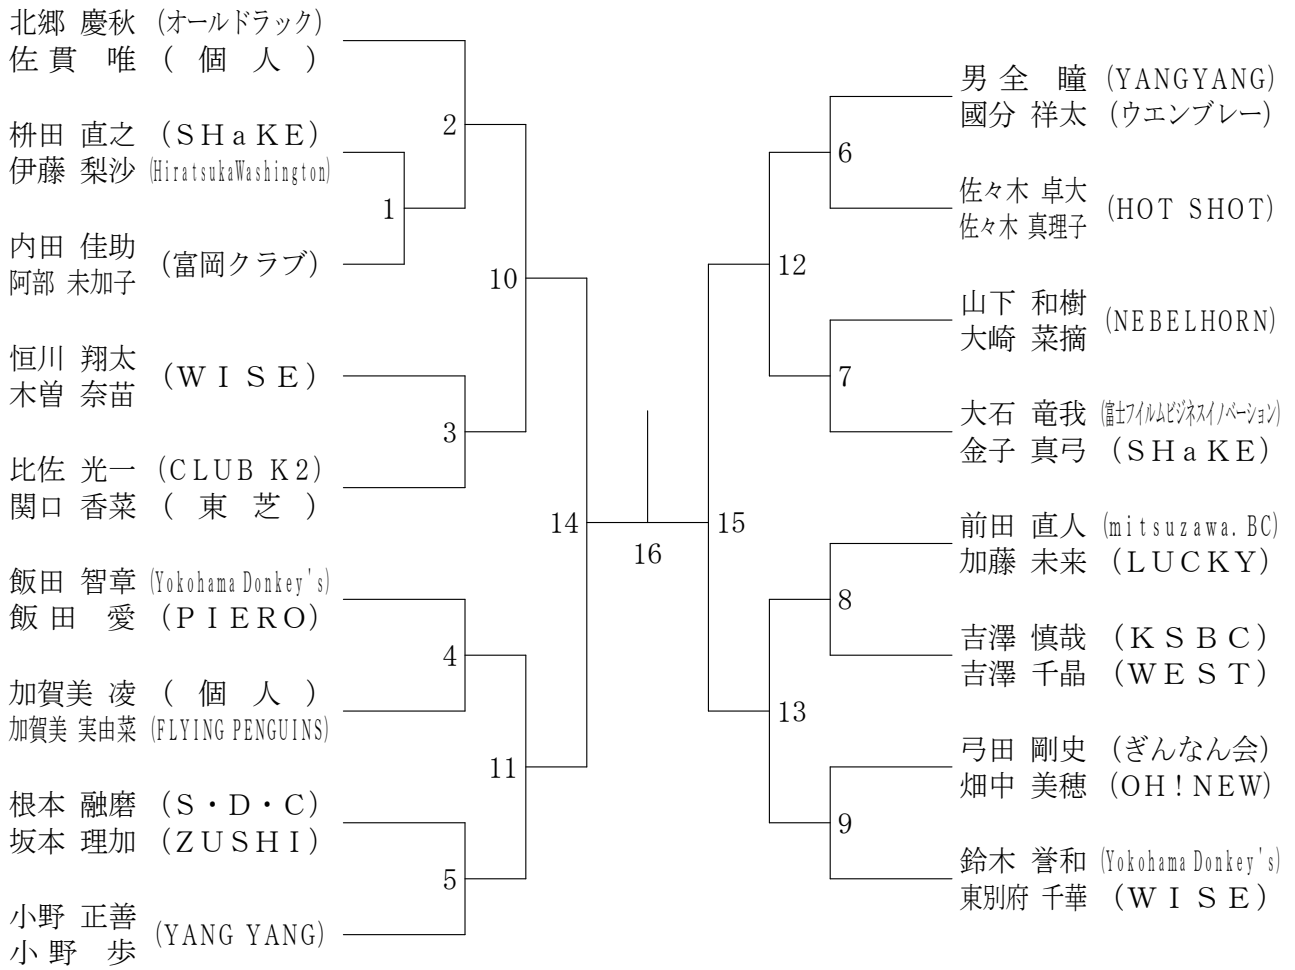 北郷 慶秋 (オールドラック)
佐貫 唯 ( 個 人 )
枡田 直之 (SHaKE)
伊藤 梨沙 (HiratsukaWashington)
内田 佳助
阿部 未加子
(富岡クラブ)
恒川 翔太
木曽 奈苗
(WISE)
比佐 光一 (CLUB K2)
関口 香菜 ( 東 芝 )
飯田 智章 (Yokohama Donkey's)
飯田 愛 (PIERO)
加賀美 凌 ( 個 人 )
加賀美 実由菜 (FLYING PENGUINS)
根本 融磨 (S・D・C)
坂本 理加 (ZUSHI)
小野 正善
小野 歩
(YANG YANG)
2
1
10
3
14
4
11
5
16
15
12
6
7
8
13
9
男全 瞳 (YANGYANG)
國分 祥太 (ウエンブレー)
佐々木 卓大
佐々木 真理子
(HOT SHOT)
山下 和樹
大崎 菜摘
(NEBELHORN)
大石 竜我 (富士フイルムビジネスイノベーション)
金子 真弓 (SHaKE)
前田 直人 (mitsuzawa.BC)
加藤 未来 (LUCKY)
吉澤 慎哉 (KSBC)
吉澤 千晶 (WEST)
弓田 剛史 (ぎんなん会)
畑中 美穂 (OH!NEW)
鈴木 誉和 (Yokohama Donkey's)
東別府 千華 (WISE)